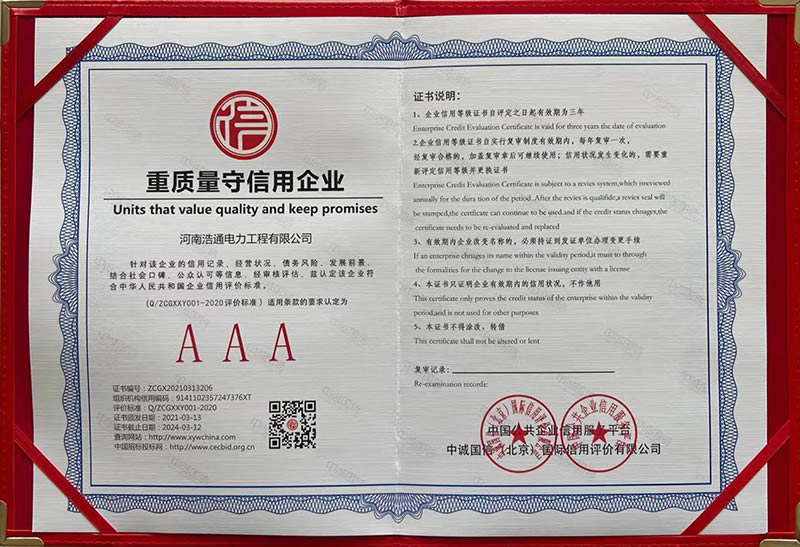 信
重质量守信用企业
Units that value quality and keep promises
河南浩通电力工程有限公司
针对该企业的信用记录、经营状况、债务风险、发展前景、
结合社会口碑、公众认可等信息、经审核评估、兹认定该企业符
合中华人民共和国企业信用评价标准。
(Q/ZCGXXY001-2020评价标准）适用条款的要求认定为
AAA
证书编号：ZCGX20210313206
组织机构信用编码：9141102357247376XT
评价标准：Q/ZCGXXY001-2020
证书颁发日期：2021-03-13
证书截止日期：2024-03-12
查询网站：http://www.xywchina.com
中国招标投标网：http://www.cecbid.org.cn
证书说明：
1、企业信用等级证书自评定之日起有效期为三年
Enterprise Credit Evaluation Certificate is vaid for three years the date of evaluation
2.企业信用等级证书自实行复审制度有效期内，每年复审一次，
经复审合格的，加盖复审章后可继续使用；信用状况发生变化的，需要重
新评定信用等级并更换证书
Enterprise Credit Evaluation Certificate is subject to a revies system,which isreviewed
annually for the dura tion of the petiod .After the revies is qualifide,a revies seal will
be stamped,the certficate can continue to be used.and if the credit status chnages,the
certificate needs to be re-evaluated and replaced
3、有效期内企业改变名称的，必须持证到发证单位办理变更手续
If an enterprise chnages its name within the validity period,it must to through
the formalities for the change to the license issuing entity with a license
4、本证书只证明企业有效期内的信用状况，不作他用
This certificate only proves the credit status of the enterprise within the validity
period,and is not used for other purposes
5、本证书不得涂改，转借
This certificate shall not be altered or lent
复审记录：
Re-examination records:
中国公共企业信用服务平台
中诚国信（北京）国际信用评价有限公司